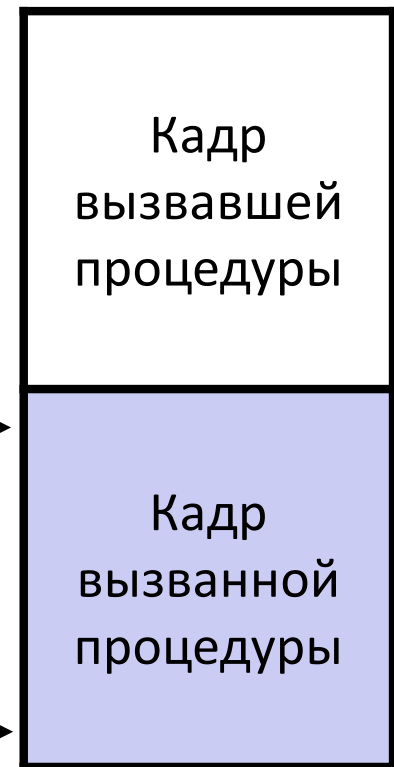 Кадр
вызвавшей
процедуры
Кадр
вызванной
процедуры